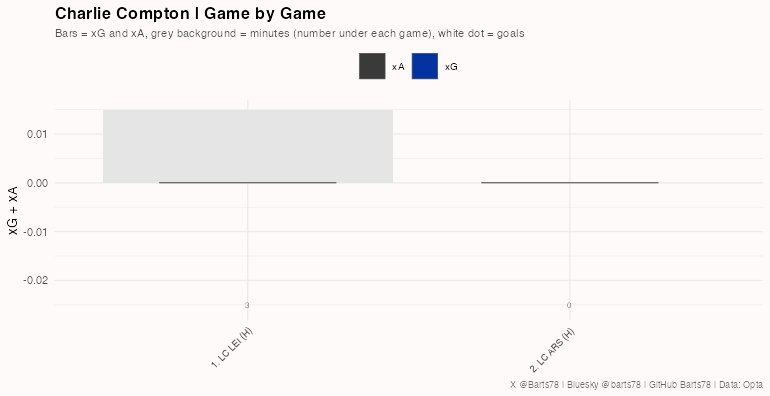 Charlie Compton | Game by Game
Bars = xG and xA, grey background = minutes (number under each game), white dot = goals
xA
xG
xG + xA
0.01
0.00
-0.01
-0.02
3
0
1. LC LEI (H)
2. LC ARS (H)
X @Barts78 | Bluesky @barts78 | GitHub Barts78 | Data: Opta